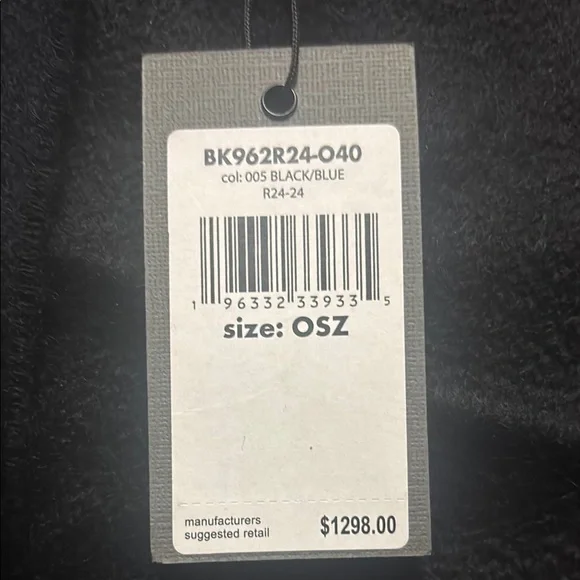 BK962R24-O40
col: 005 BLACK/BLUE
R24-24
1 96332 33933 5
size: OSZ
manufacturers
suggested retail $1298.00